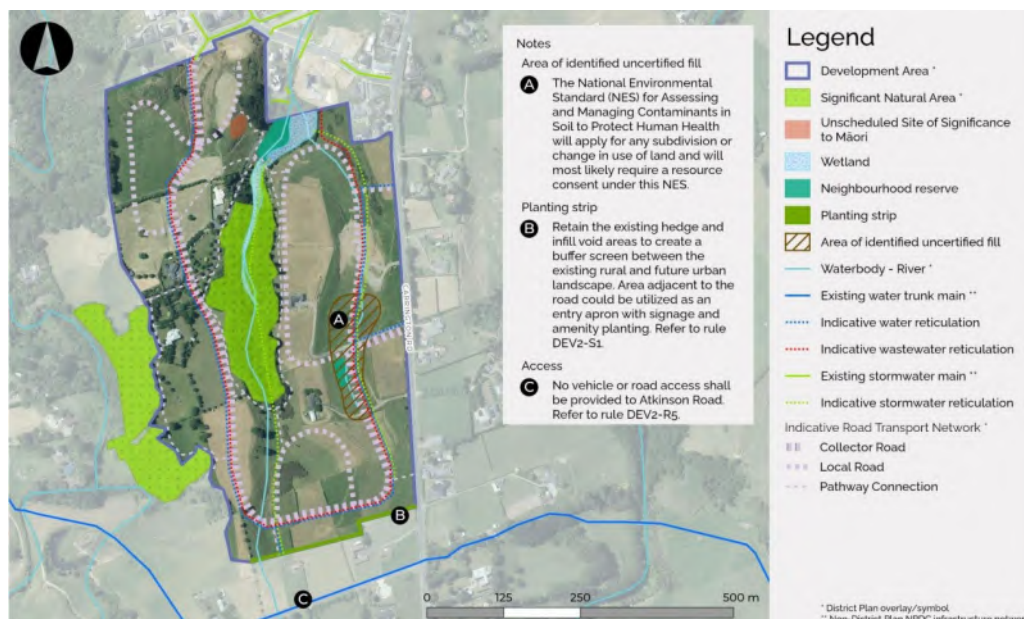 Notes
Area of identified uncertified fill
A
The National Environmental
Standard (NES) for Assessing
and Managing Contaminants in
Soil to Protect Human Health
will apply for any subdivision or
change in use of land and will
most likely require a resource
consent under this NES.
Planting strip
B
Retain the existing hedge and
infill void areas to create a
buffer screen between the
existing rural and future urban
landscape. Area adjacent to the
road could be utilized as an
entry apron with signage and
amenity planting. Refer to rule
DEV2-S1.
Access
C
No vehicle or road access shall
be provided to Atkinson Road.
Refer to rule DEV2-R5.
A
CARRINGTON RD
B
C
0 125 250 500 m
Legend
Development Area *
Significant Natural Area *
Unscheduled Site of Significance
to Māori
Wetland
Neighbourhood reserve
Planting strip
Area of identified uncertified fill
Waterbody - River *
Existing water trunk main **
Indicative water reticulation
Indicative wastewater reticulation
Existing stormwater main **
Indicative stormwater reticulation
Indicative Road Transport Network *
Collector Road
Local Road
Pathway Connection
* District Plan overlay/symbol
** Non-District Plan NPDC infrastructure network